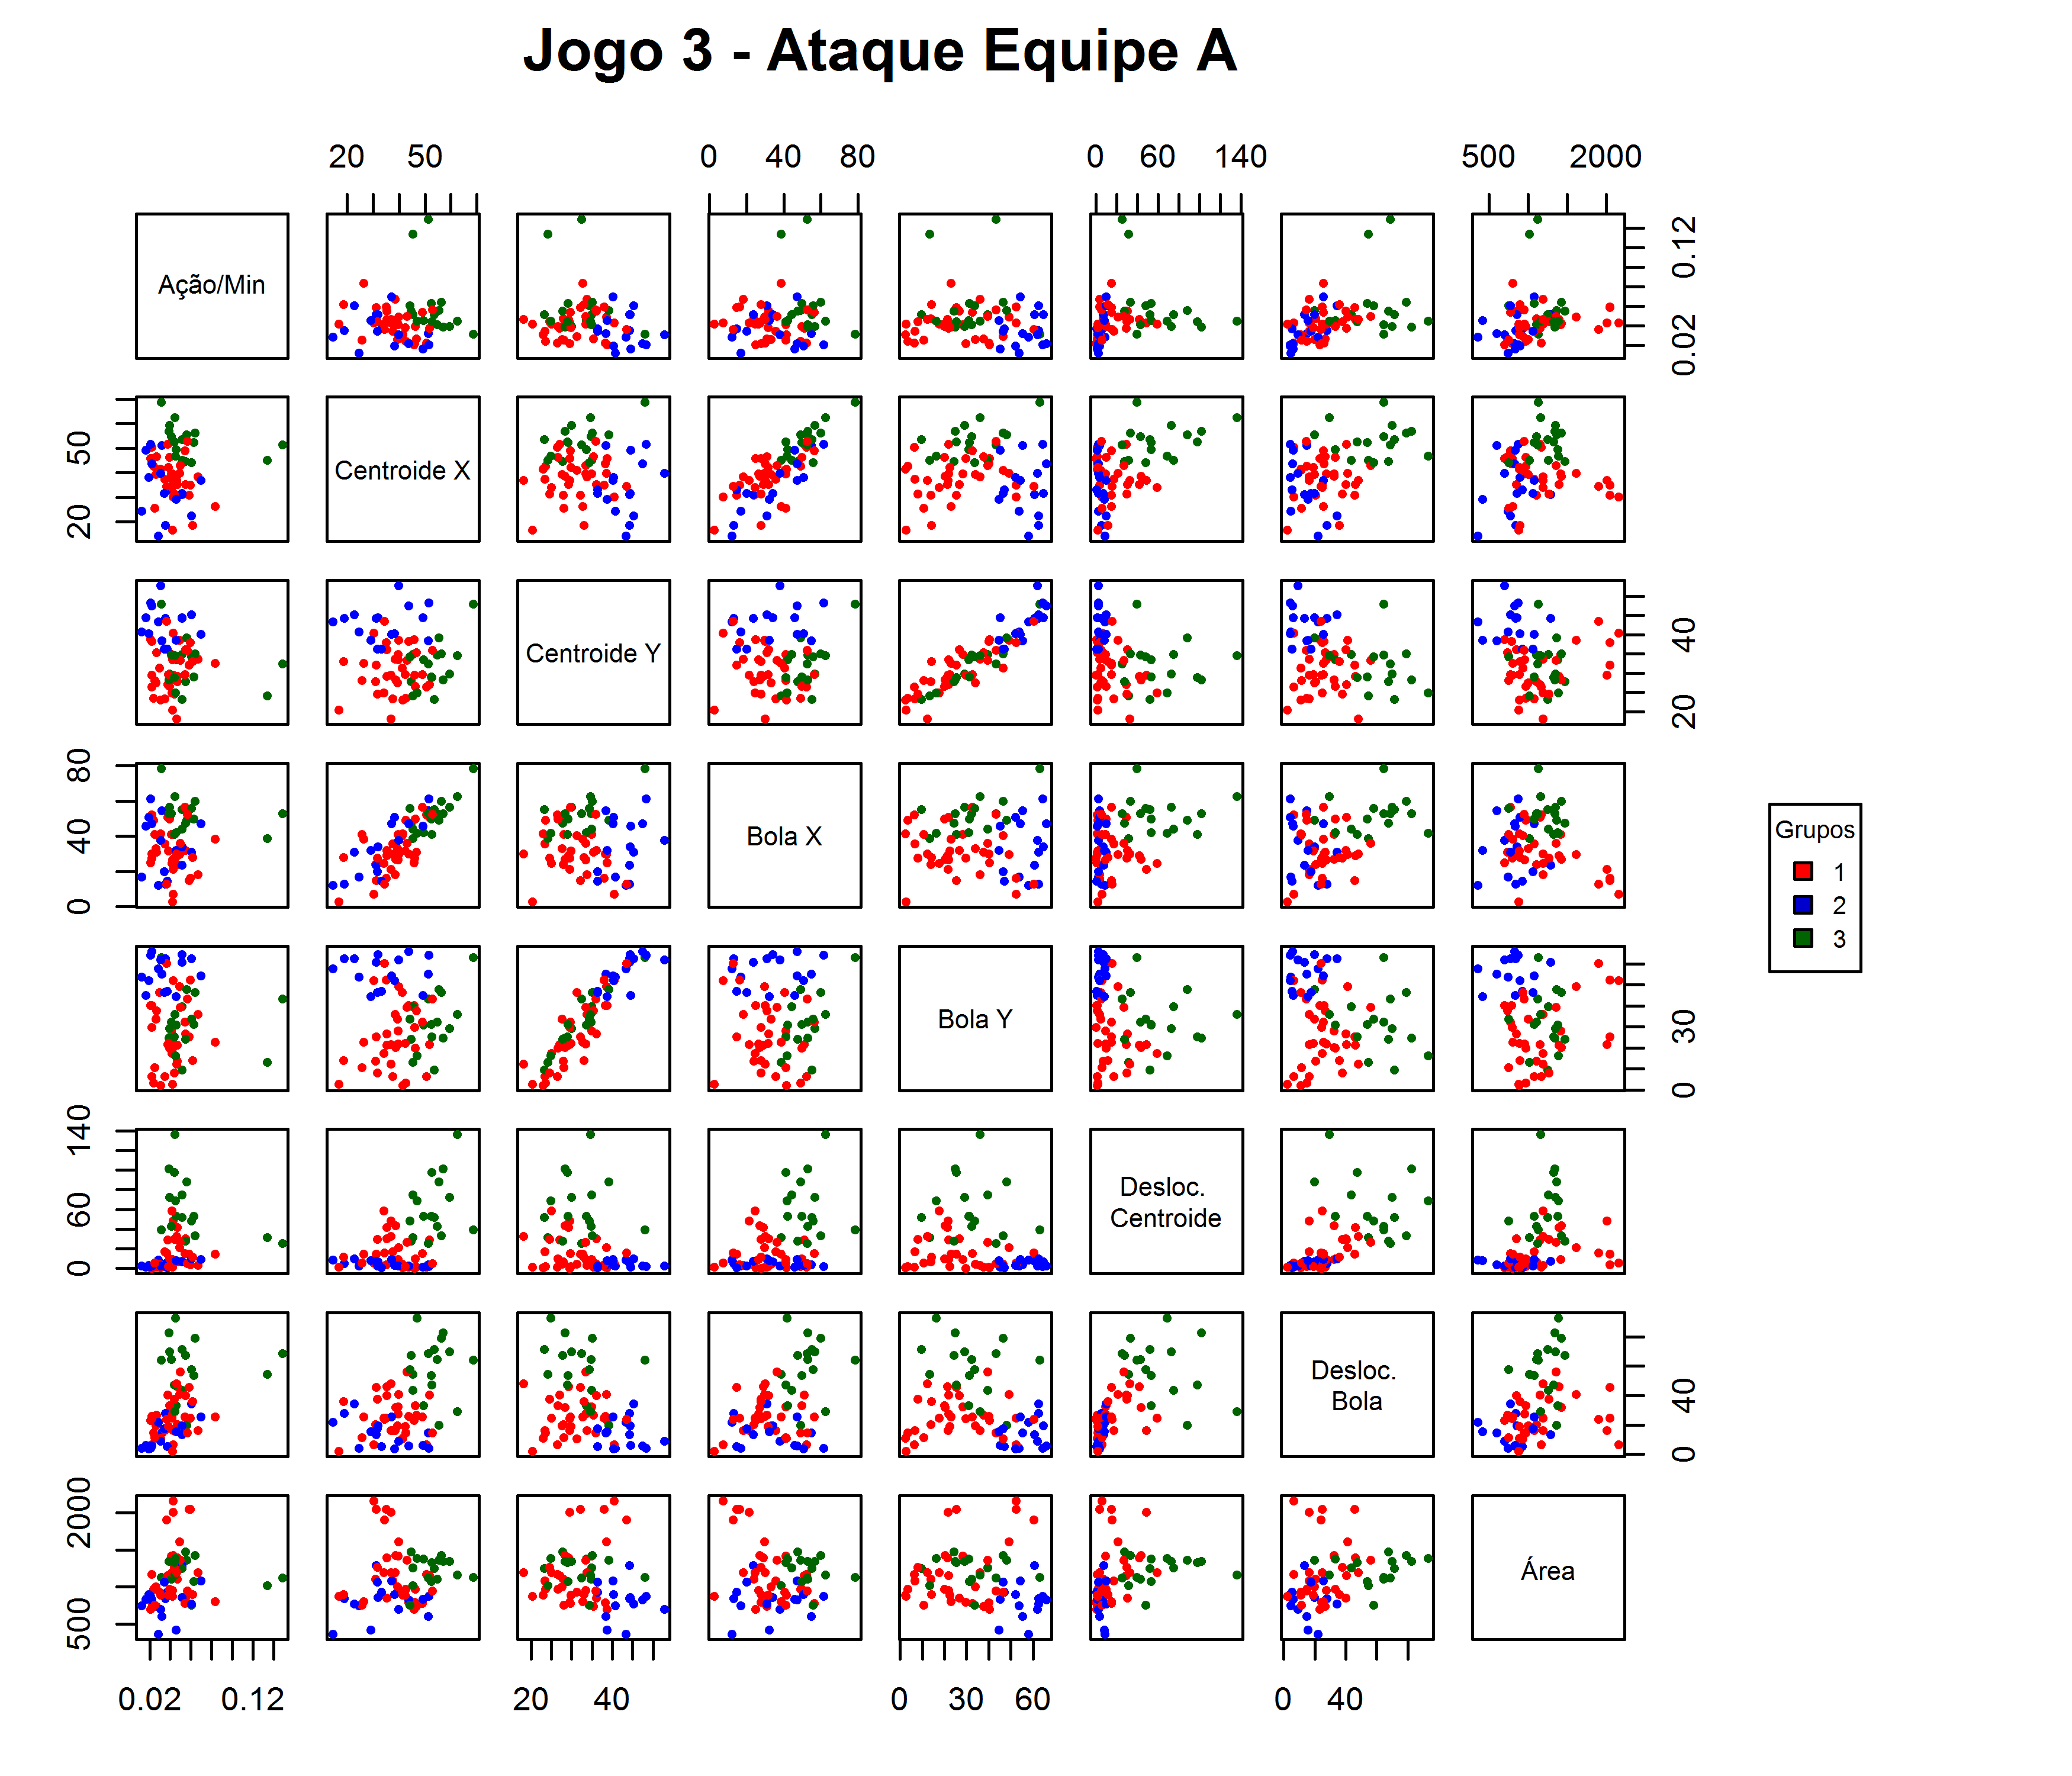 Jogo 3 - Ataque Equipe A
20 50 0 40 80 0 60 140 500 2000
Ação/Min
0.02 0.12
20 50
Centroide X
Centroide Y
20 40
0 40 80
Bola X
Grupos
1
2
3
Bola Y
0 30
0 60 140
Desloc.
Centroide
Desloc.
Bola
0 40
500 2000
Área
0.02 0.12 20 40 0 30 60 0 40